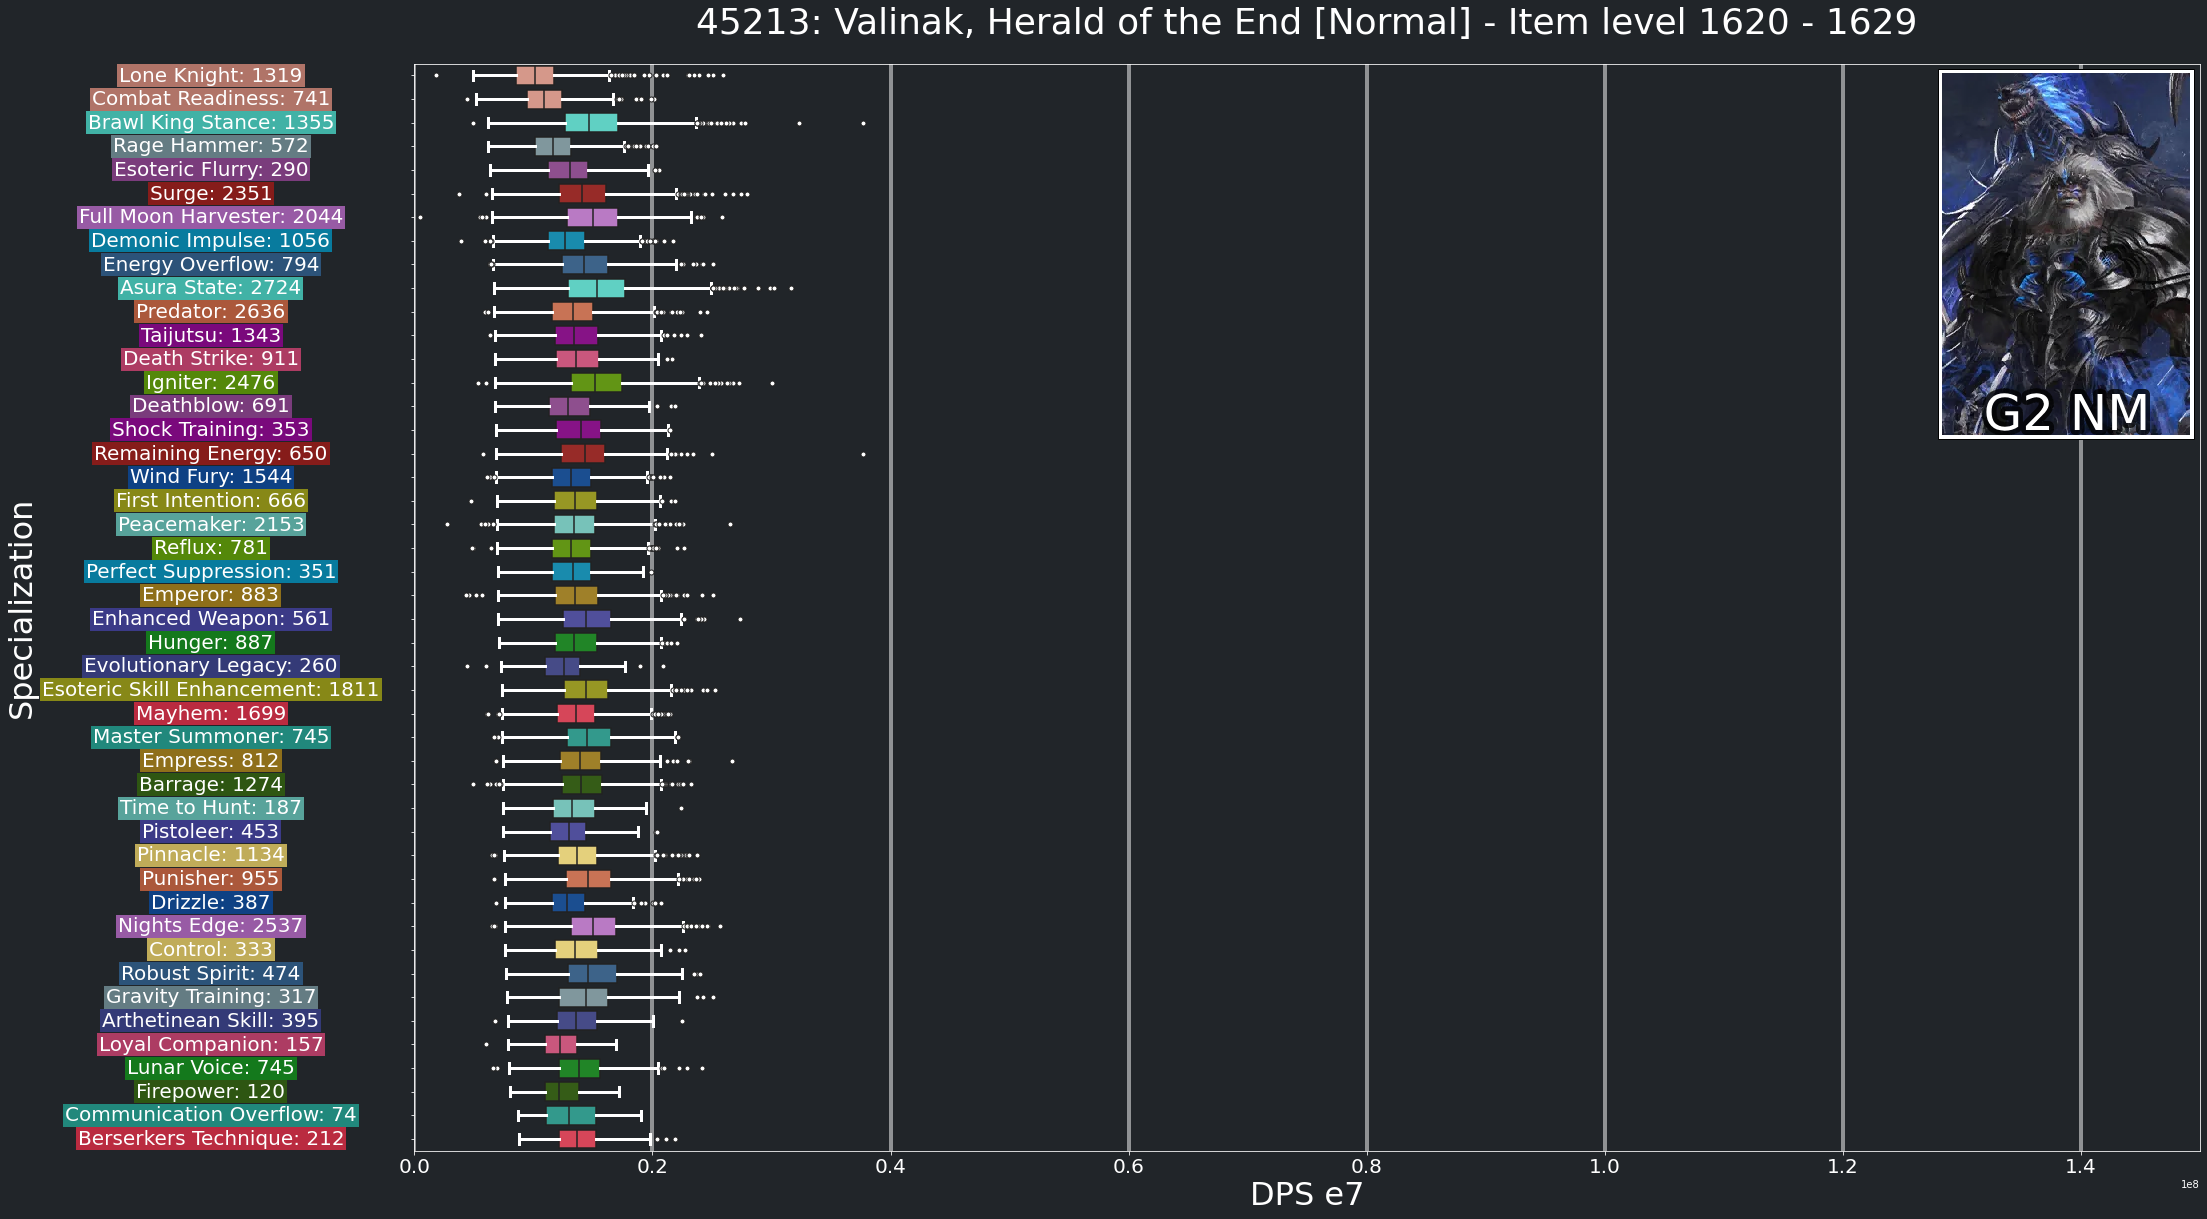 45213: Valinak, Herald of the End [Normal] - Item level 1620 - 1629
Specialization
Lone Knight: 1319
Combat Readiness: 741
Brawl King Stance: 1355
Rage Hammer: 572
Esoteric Flurry: 290
Surge: 2351
Full Moon Harvester: 2044
Demonic Impulse: 1056
Energy Overflow: 794
Asura State: 2724
Predator: 2636
Taijutsu: 1343
Death Strike: 911
Igniter: 2476
Deathblow: 691
Shock Training: 353
Remaining Energy: 650
Wind Fury: 1544
First Intention: 666
Peacemaker: 2153
Reflux: 781
Perfect Suppression: 351
Emperor: 883
Enhanced Weapon: 561
Hunger: 887
Evolutionary Legacy: 260
Esoteric Skill Enhancement: 1811
Mayhem: 1699
Master Summoner: 745
Empress: 812
Barrage: 1274
Time to Hunt: 187
Pistoleer: 453
Pinnacle: 1134
Punisher: 955
Drizzle: 387
Nights Edge: 2537
Control: 333
Robust Spirit: 474
Gravity Training: 317
Arthetinean Skill: 395
Loyal Companion: 157
Lunar Voice: 745
Firepower: 120
Communication Overflow: 74
Berserkers Technique: 212
G2 NM
0.0 0.2 0.4 0.6 0.8 1.0 1.2 1.4
1e8
DPS e7